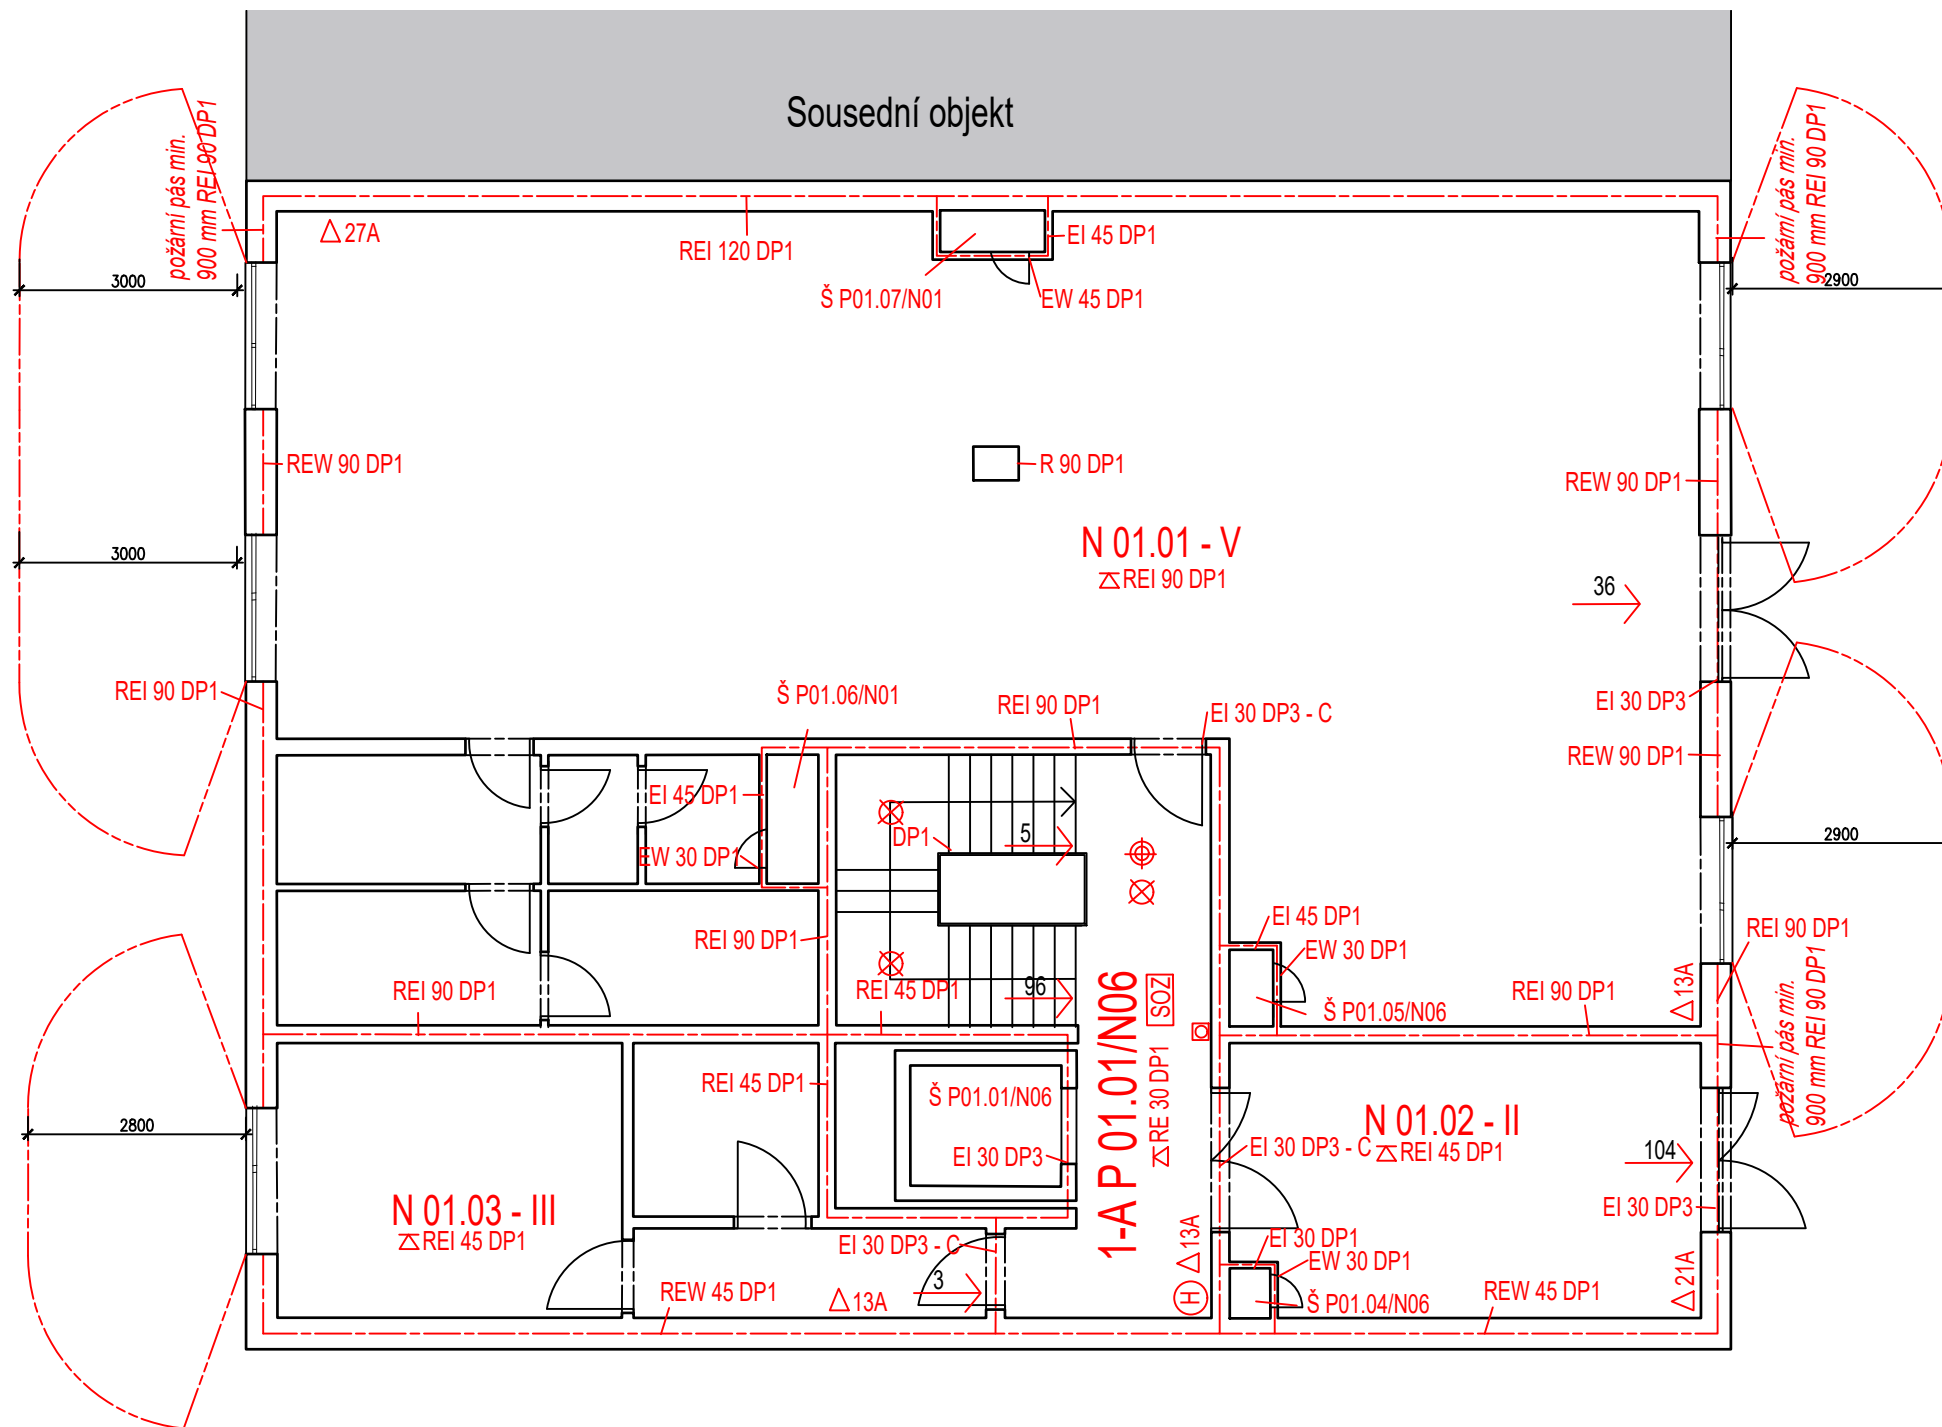 Sousední objekt
požární pás min.
900 mm REI 90 DP1
požární pás min.
900 mm REI 90 DP1
27A
REI 120 DP1
EI 45 DP1
3000
Š P01.07/N01
EW 45 DP1
2900
REW 90 DP1
R 90 DP1
REW 90 DP1
N 01.01 - V
REI 90 DP1
3000
36
REI 90 DP1
Š P01.06/N01
REI 90 DP1
EI 30 DP3 - C
EI 30 DP3
REW 90 DP1
EI 45 DP1
DP1
5
2900
EW 30 DP1
REI 90 DP1
EI 45 DP1
EW 30 DP1
REI 90 DP1
REI 90 DP1
REI 45 DP1
96
SOZ
Š P01.05/N06
REI 90 DP1
13A
požární pás min.
900 mm REI 90 DP1
1-A P 01.01/N06
RE 30 DP1
REI 45 DP1
Š P01.01/N06
2800
EI 30 DP3
EI 30 DP3 - C
N 01.02 - II
REI 45 DP1
104
EI 30 DP3
N 01.03 - III
REI 45 DP1
EI 30 DP3 - C
3
13A
H
EI 30 DP1
EW 30 DP1
REW 45 DP1
13A
Š P01.04/N06
REW 45 DP1
21A